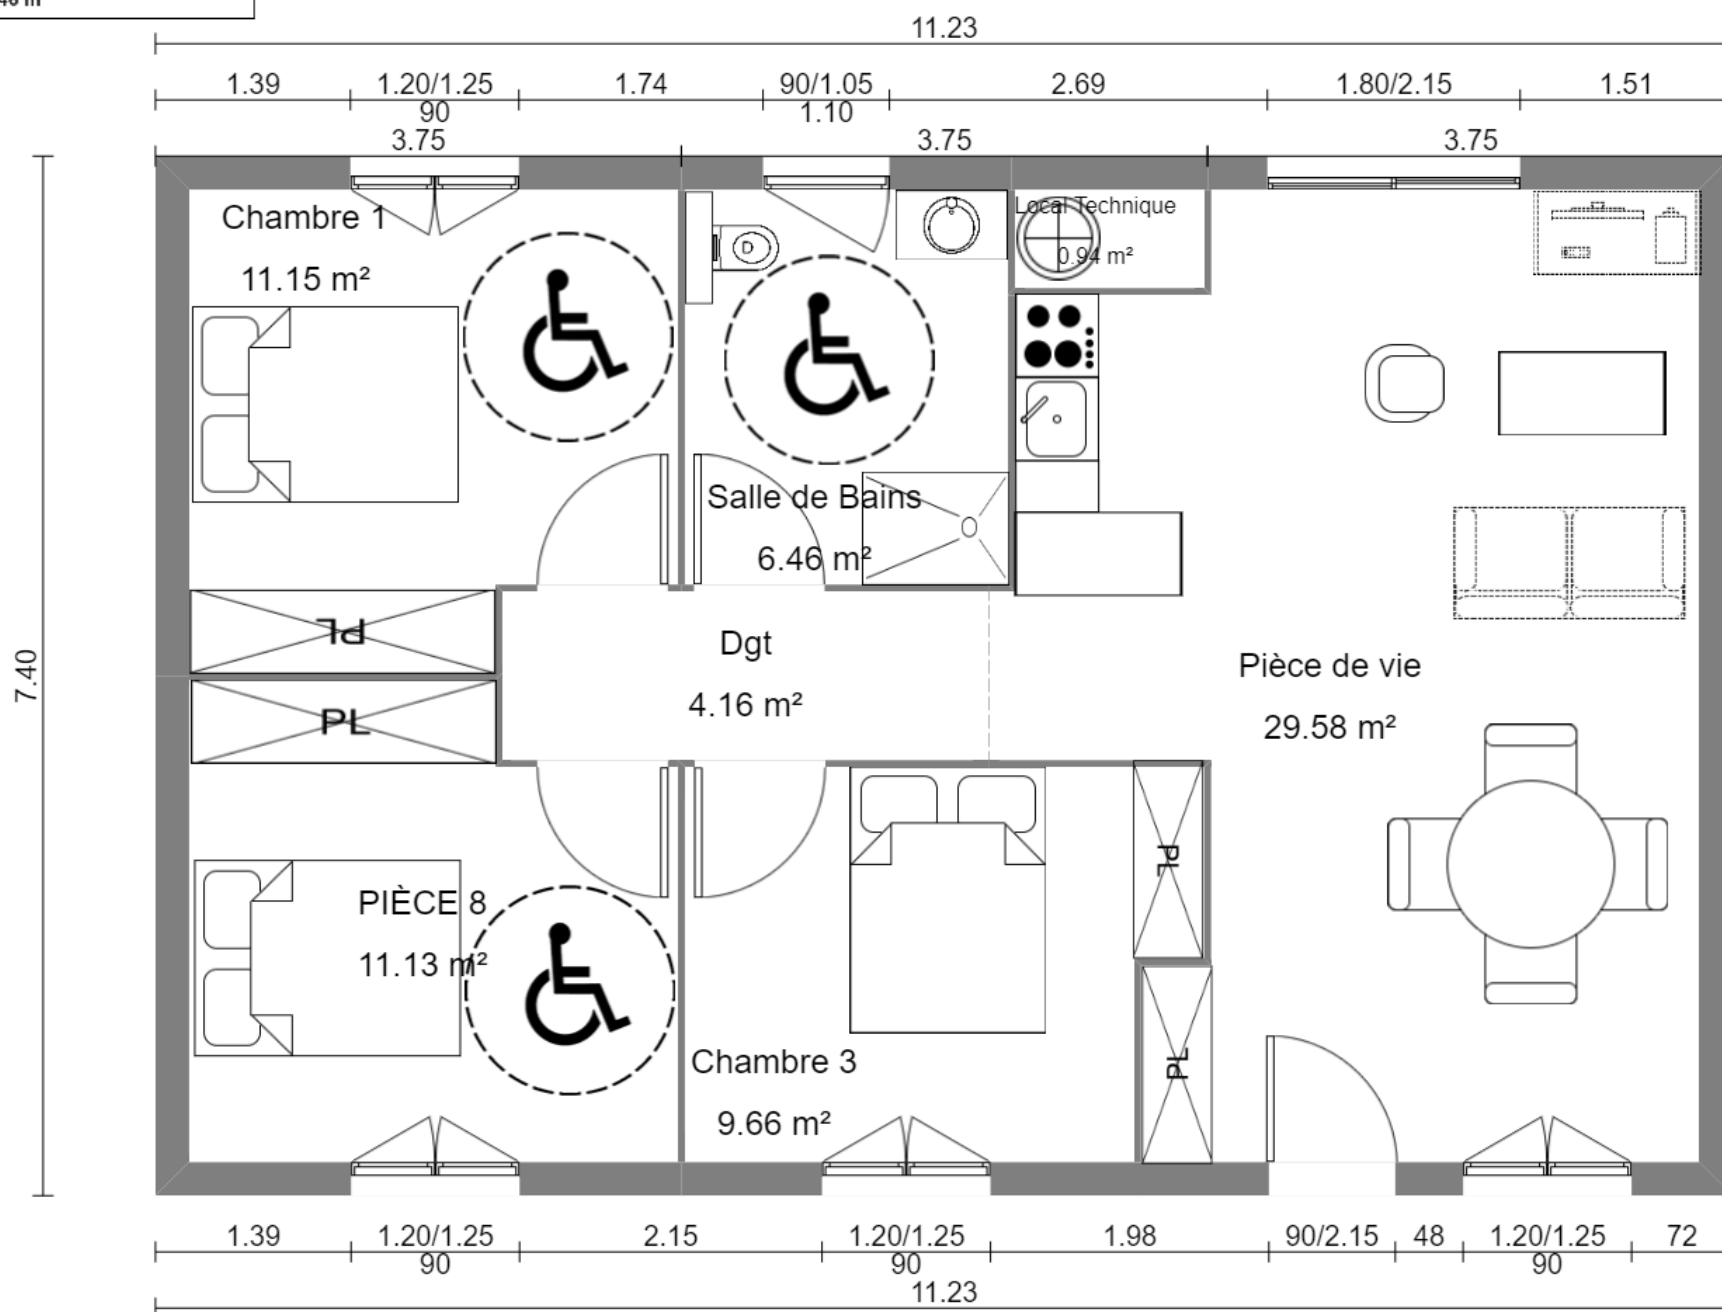 11.23
1.39 1.20/1.25 1.74 90/1.05 2.69 1.80/2.15 1.51
90 1.10
3.75 3.75 3.75
Chambre 1
11.15 m²
Local Technique
0.94 m²
Salle de Bains
6.46 m²
PL
Dgt
4.16 m²
7.40
Pièce de vie
29.58 m²
PL
PL
PIÈCE 8
11.13 m²
Chambre 3
9.66 m²
PL
1.39 1.20/1.25 2.15 1.20/1.25 1.98 90/2.15 48 1.20/1.25 72
90 90 90
11.23